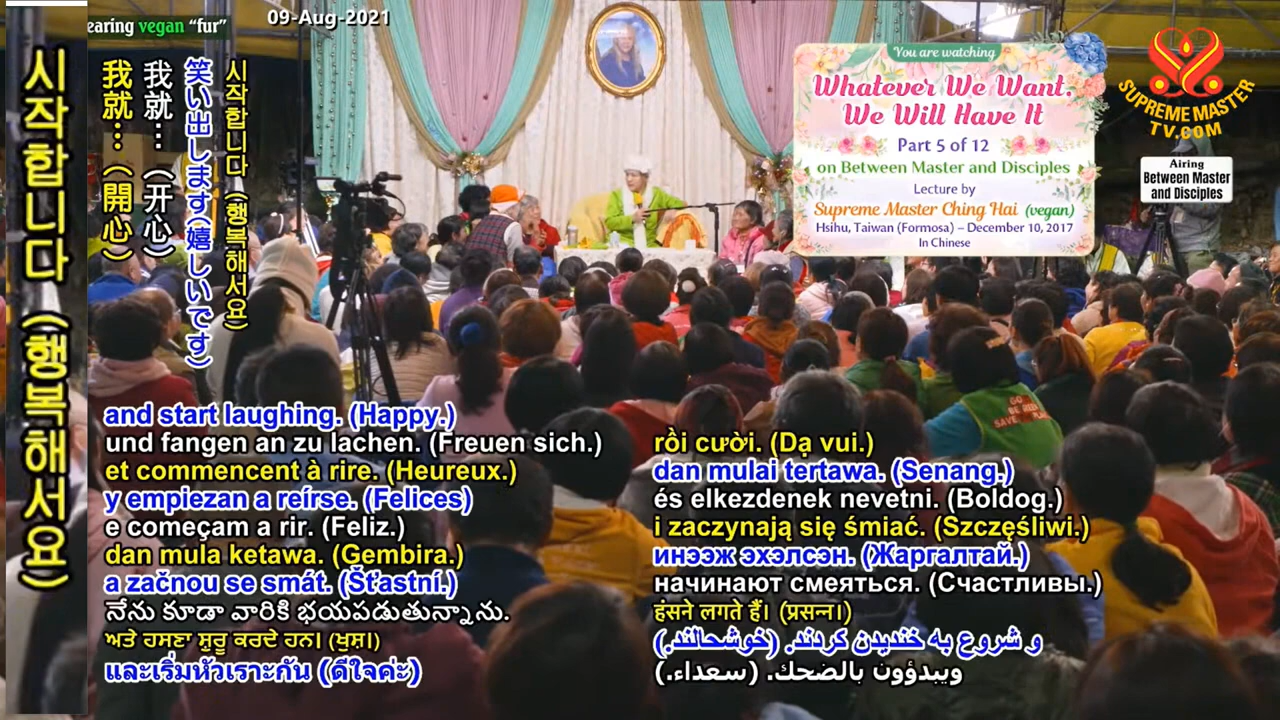 earing vegan “fur”
09-Aug-2021
You are watching
Whatever We Want,
We Will Have It
Part 5 of 12
on Between Master and Disciples
Lecture by
Supreme Master Ching Hai (vegan)
Hsihu, Taiwan (Formosa) – December 10, 2017
In Chinese
SUPREME MASTER
TV.COM
Airing
Between Master
and Disciples
시작합니다 (행복해서요)
我就…（開心）
我就…（开心）
笑い出します(嬉しいです)
시작합니다 (행복해서요)
GO
BE GREEN
SAVE
and start laughing. (Happy.)
und fangen an zu lachen. (Freuen sich.)
et commencent à rire. (Heureux.)
y empiezan a reírse. (Felices)
e começam a rir. (Feliz.)
dan mula ketawa. (Gembira.)
a začnou se smát. (Šťastní.)
నేను కూడా వారికి భయపడుతున్నాను.
ਅਤੇ ਹਸਣਾ ਸ਼ੁਰੂ ਕਰਦੇ ਹਨ। (ਖੁਸ਼।)
และเริ่มหัวเราะกัน (ดีใจค่ะ)
rồi cười. (Dạ vui.)
dan mulai tertawa. (Senang.)
és elkezdenek nevetni. (Boldog.)
i zaczynają się śmiać. (Szczęśliwi.)
инээж эхэлсэн. (Жаргалтай.)
начинают смеяться. (Счастливы.)
हंसने लगते हैं। (प्रसन्न।)
و شروع به خندیدن کردند. (خوشحالند.)
ويبدؤون بالضحك. (سعداء.)